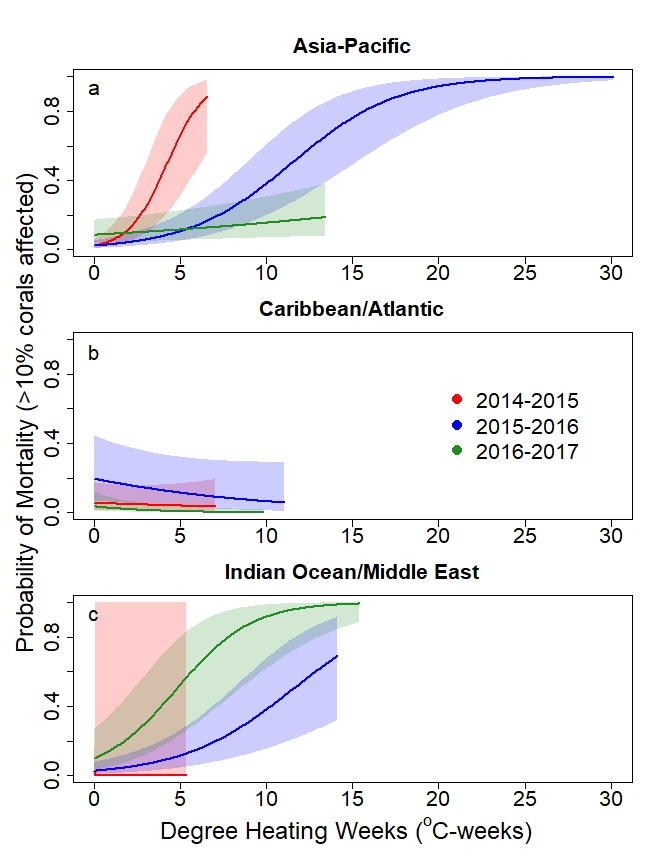 Asia-Pacific
a
0.0 0.4 0.8
0 5 10 15 20 25 30
Caribbean/Atlantic
b
2014-2015
2015-2016
2016-2017
0.0 0.4 0.8
0 5 10 15 20 25 30
Indian Ocean/Middle East
c
0.0 0.4 0.8
0 5 10 15 20 25 30
Degree Heating Weeks (°C-weeks)
Probability of Mortality (>10% corals affected)